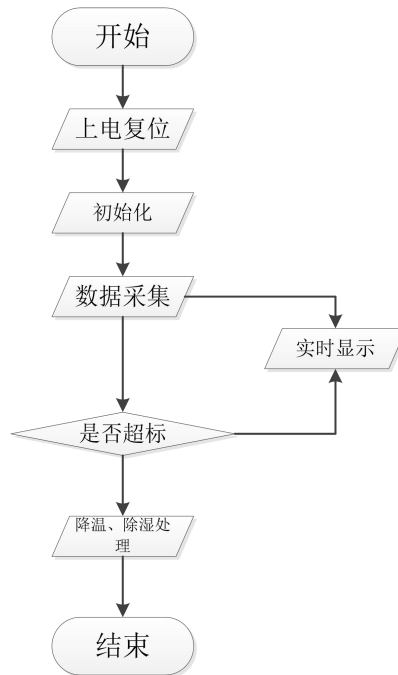 开始
上电复位
初始化
数据采集
实时显示
是否超标
降温、除湿处
理
结束